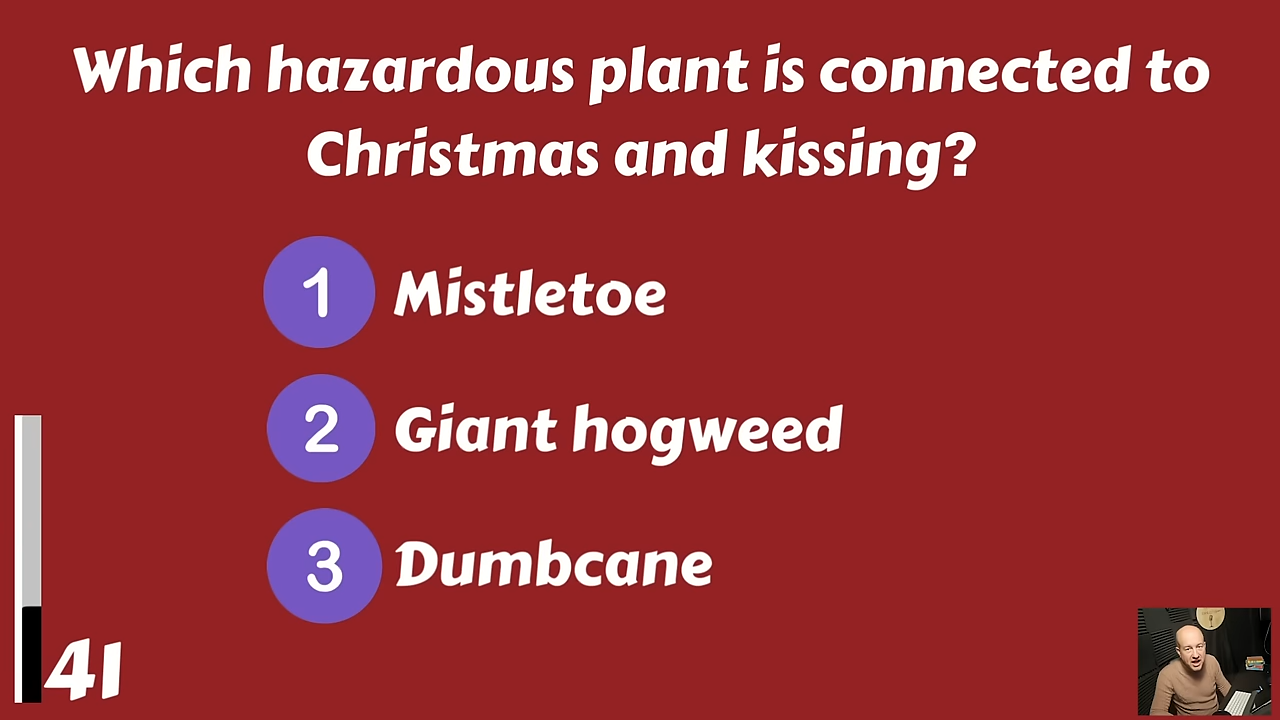 Which hazardous plant is connected to
Christmas and kissing?
1 Mistletoe
2 Giant hogweed
3 Dumbcane
41